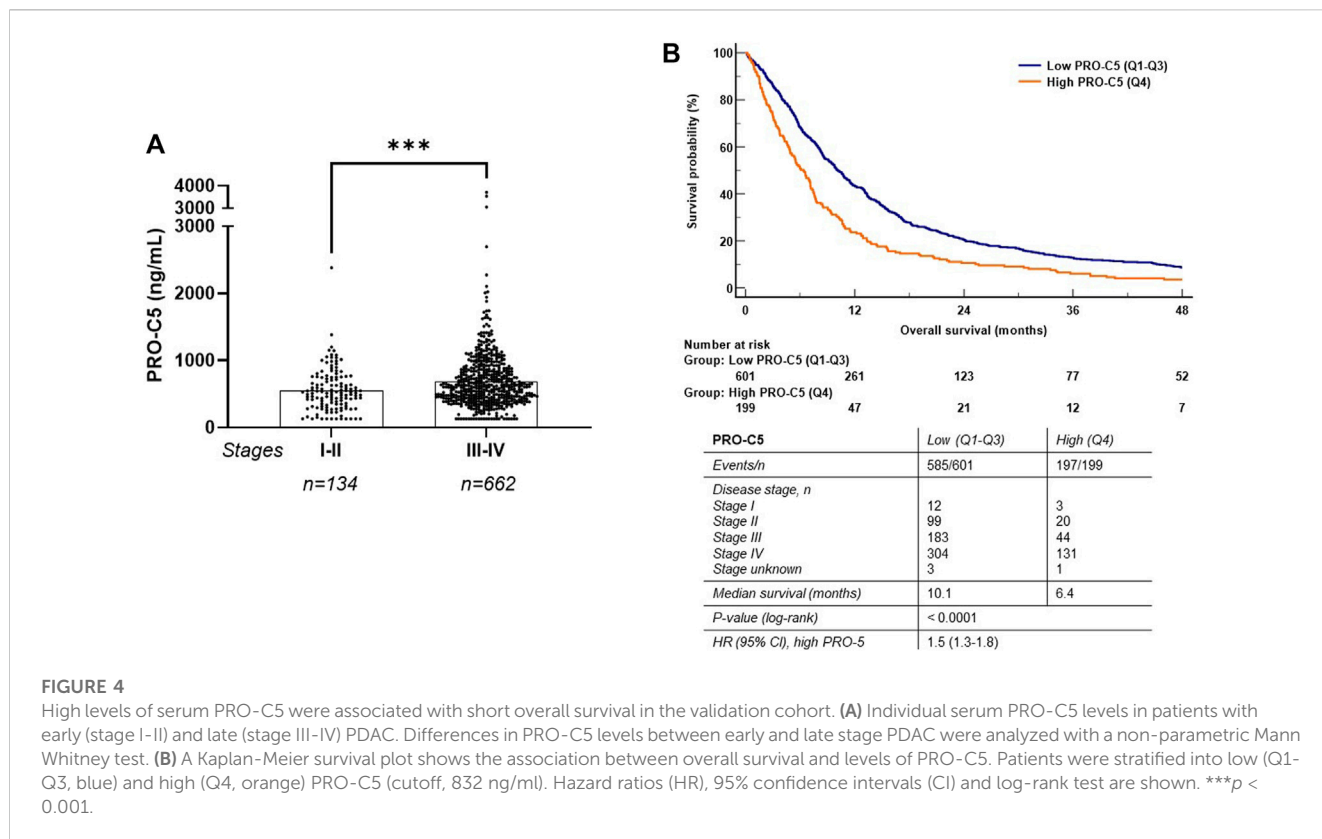 A
***
PRO-C5 (ng/mL)
4000
3000
3000
2000
1000
0
Stages I-II III-IV
n=134 n=662
B
Survival probability (%)
100
80
60
40
20
0
Low PRO-C5 (Q1-Q3)
High PRO-C5 (Q4)
0 12 24 36 48
Overall survival (months)
Number at risk
Group: Low PRO-C5 (Q1-Q3)
601 261 123 77 52
Group: High PRO-C5 (Q4)
199 47 21 12 7
PRO-C5 Low (Q1-Q3) High (Q4)
Events/n 585/601 197/199
Disease stage, n
Stage I 12 3
Stage II 99 20
Stage III 183 44
Stage IV 304 131
Stage unknown 3 1
Median survival (months) 10.1 6.4
P-value (log-rank) < 0.0001
HR (95% CI), high PRO-5 1.5 (1.3-1.8)
FIGURE 4
High levels of serum PRO-C5 were associated with short overall survival in the validation cohort. (A) Individual serum PRO-C5 levels in patients with
early (stage I-II) and late (stage III-IV) PDAC. Differences in PRO-C5 levels between early and late stage PDAC were analyzed with a non-parametric Mann
Whitney test. (B) A Kaplan-Meier survival plot shows the association between overall survival and levels of PRO-C5. Patients were stratified into low (Q1-
Q3, blue) and high (Q4, orange) PRO-C5 (cutoff, 832 ng/ml). Hazard ratios (HR), 95% confidence intervals (CI) and log-rank test are shown. ***p <
0.001.